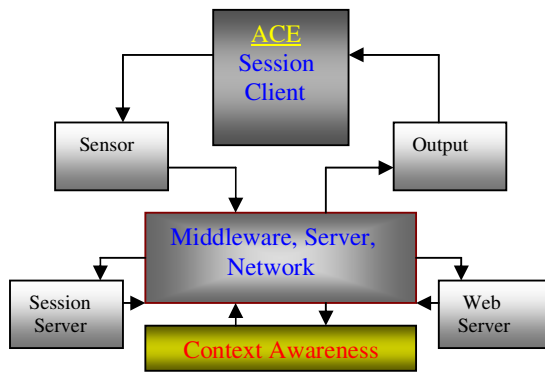 ACE
Session
Client
Sensor
Output
Middleware, Server,
Network
Session
Server
Web
Server
Context Awareness